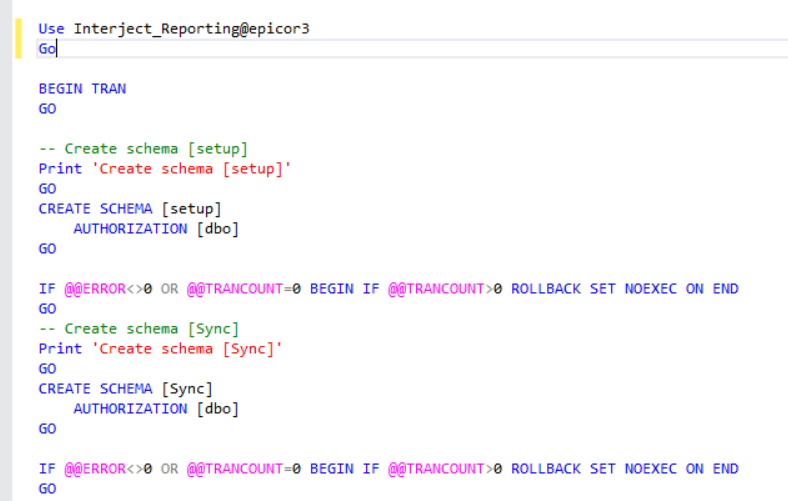 Use Interject_Reporting@epicor3
Go
BEGIN TRAN
GO
-- Create schema [setup]
Print 'Create schema [setup]'
GO
CREATE SCHEMA [setup]
AUTHORIZATION [dbo]
GO
IF @@ERROR<>0 OR @@TRANCOUNT=0 BEGIN IF @@TRANCOUNT>0 ROLLBACK SET NOEXEC ON END
GO
-- Create schema [Sync]
Print 'Create schema [Sync]'
GO
CREATE SCHEMA [Sync]
AUTHORIZATION [dbo]
GO
IF @@ERROR<>0 OR @@TRANCOUNT=0 BEGIN IF @@TRANCOUNT>0 ROLLBACK SET NOEXEC ON END
GO